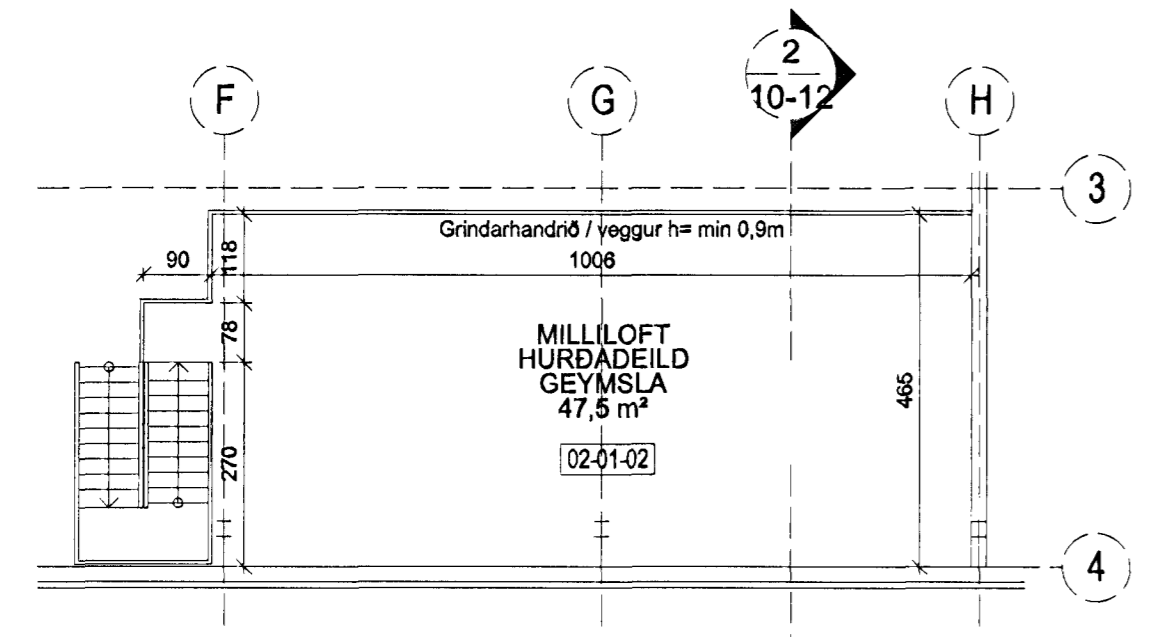 2
10-12
F
G
H
3
Grindarhandrið / veggur h= min 0,9m
90
118
1006
78
MILLILOFT
HURÐADEILD
GEYMSLA
47,5 m²
465
02-01-02
270
4